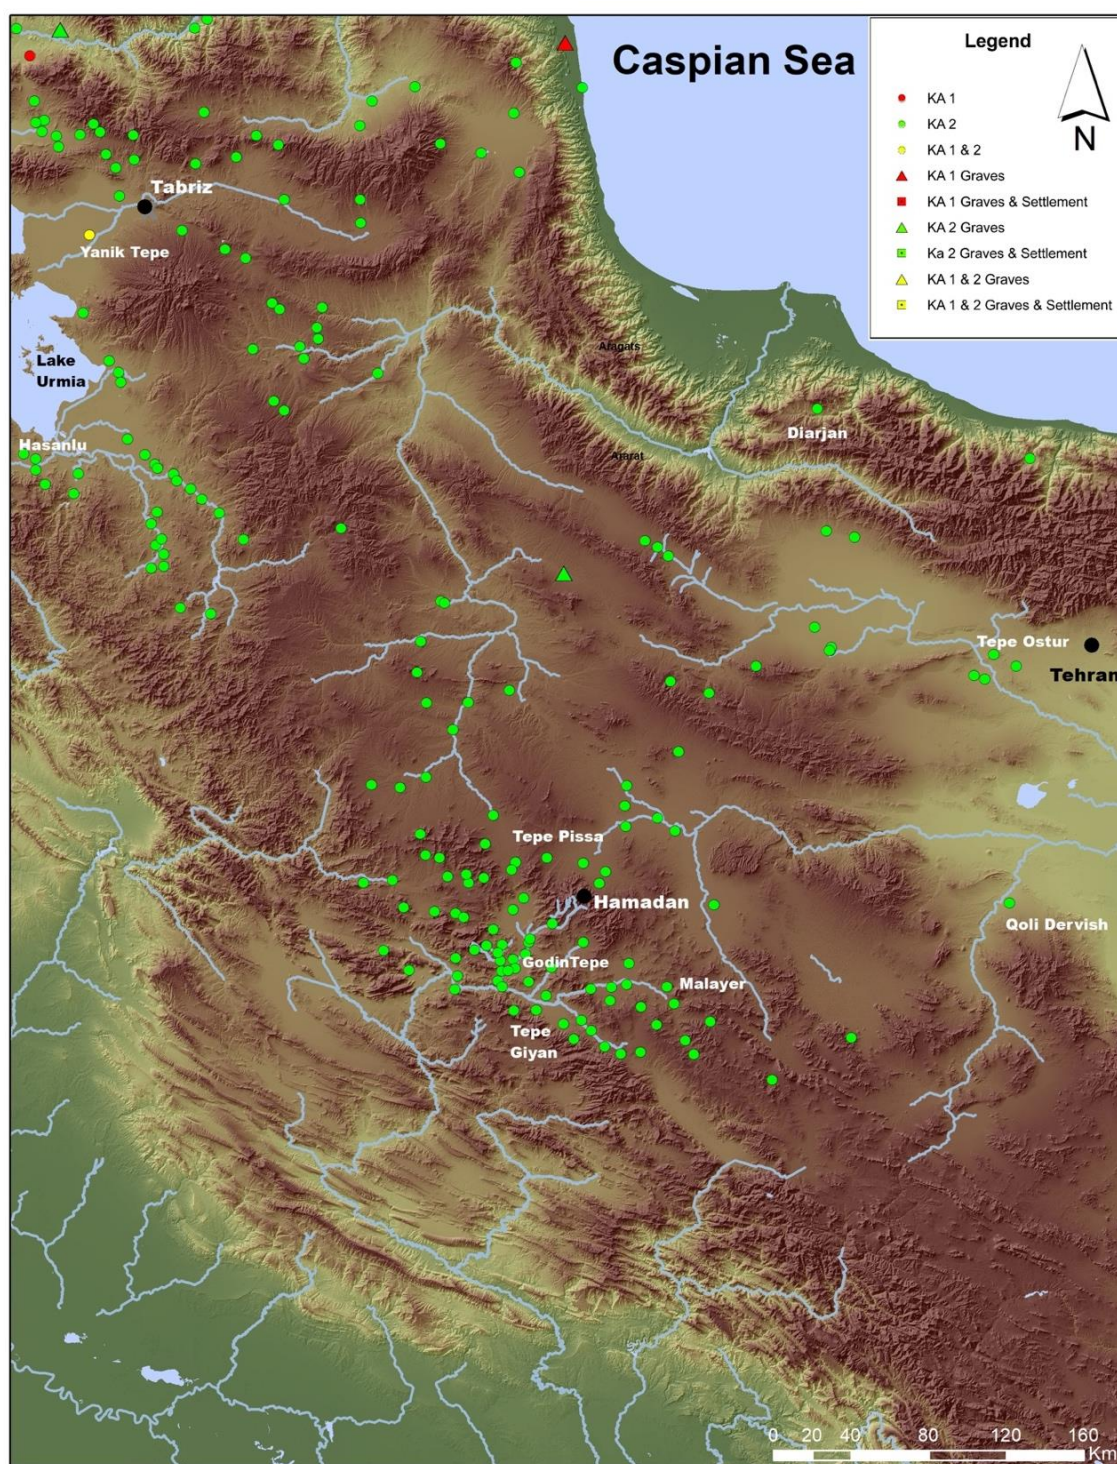 Caspian Sea
Legend
KA 1
KA 2
KA 1 & 2
KA 1 Graves
KA 1 Graves & Settlement
KA 2 Graves
Ka 2 Graves & Settlement
KA 1 & 2 Graves
KA 1 & 2 Graves & Settlement
N
Tabriz
Yanik Tepe
Lake
Urmia
Aragats
Diarjan
Hasanlu
Ararat
Tepe Ostur
Tehran
Tepe Pissa
Hamadan
Qoli Dervish
GodinTepe
Malayer
Tepe
Giyan
0 20 40 80 120 160
Km